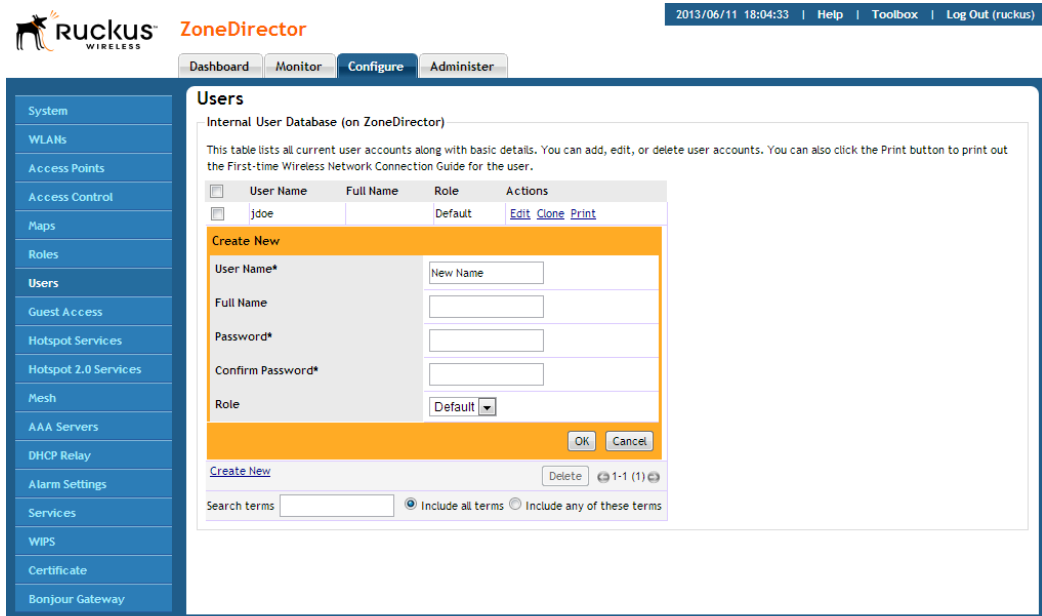 2013/06/11 18:04:33 | Help | Toolbox | Log Out (ruckus)
RUCKUS™
WIRELESS
ZoneDirector
Dashboard Monitor Configure Administer
System
WLANs
Access Points
Access Control
Maps
Roles
Users
Guest Access
Hotspot Services
Hotspot 2.0 Services
Mesh
AAA Servers
DHCP Relay
Alarm Settings
Services
WIPS
Certificate
Bonjour Gateway
Users
Internal User Database (on ZoneDirector)
This table lists all current user accounts along with basic details. You can add, edit, or delete user accounts. You can also click the Print button to print out
the First-time Wireless Network Connection Guide for the user.
User Name Full Name Role Actions
jdoe Default Edit Clone Print
Create New
User Name* New Name
Full Name
Password*
Confirm Password*
Role Default
OK Cancel
Create New Delete 1-1 (1)
Search terms Include all terms Include any of these terms